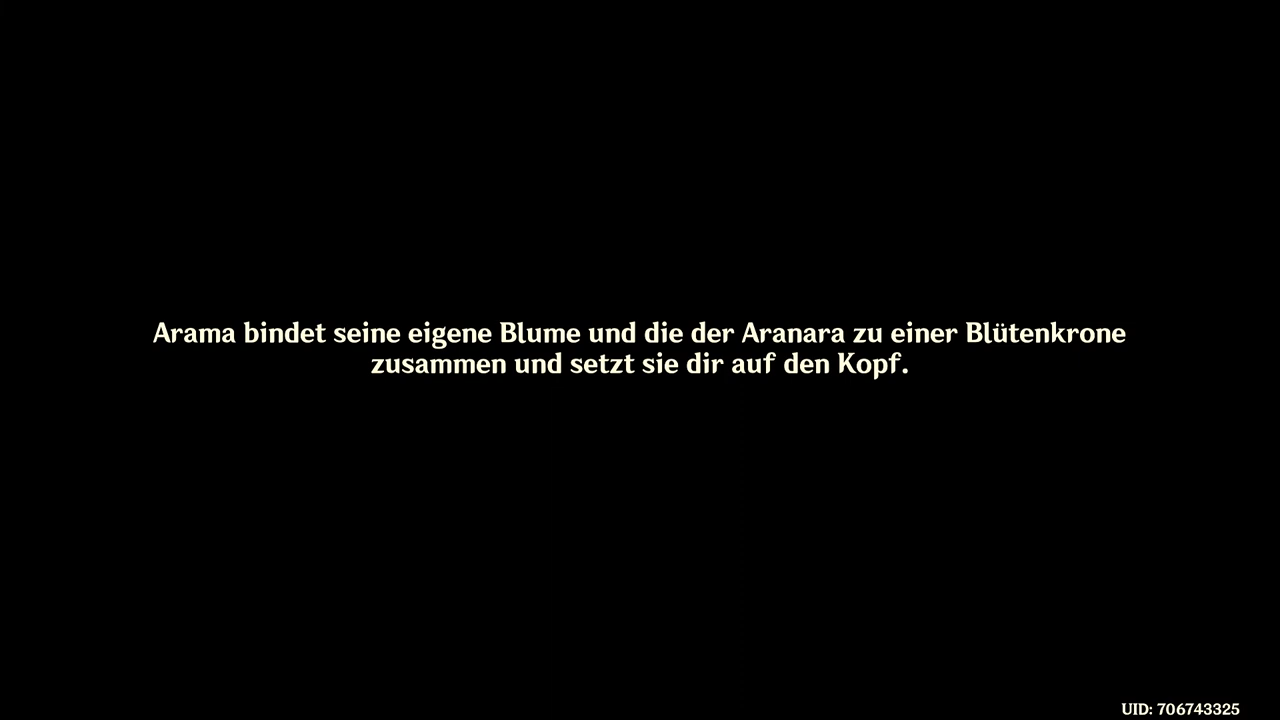 Arama bindet seine eigene Blume und die der Aranara zu einer Blütenkrone
zusammen und setzt sie dir auf den Kopf.
UID: 706743325